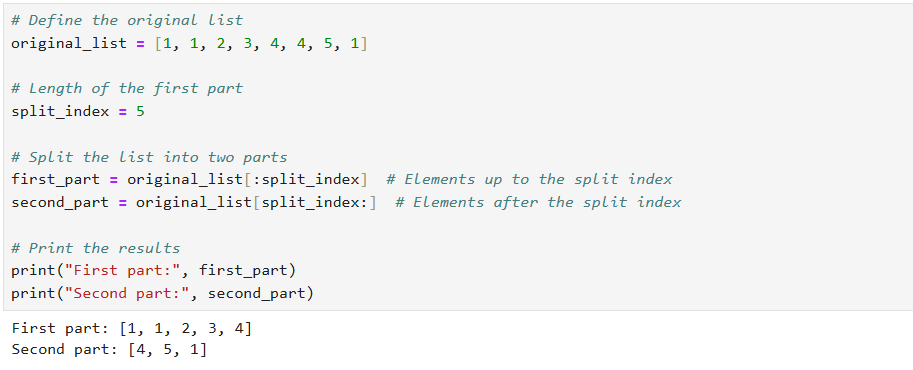 # Define the original list
original_list = [1, 1, 2, 3, 4, 4, 5, 1]
# Length of the first part
split_index = 5
# Split the list into two parts
first_part = original_list[:split_index]  # Elements up to the split index
second_part = original_list[split_index:]  # Elements after the split index
# Print the results
print("First part:", first_part)
print("Second part:", second_part)
First part: [1, 1, 2, 3, 4]
Second part: [4, 5, 1]